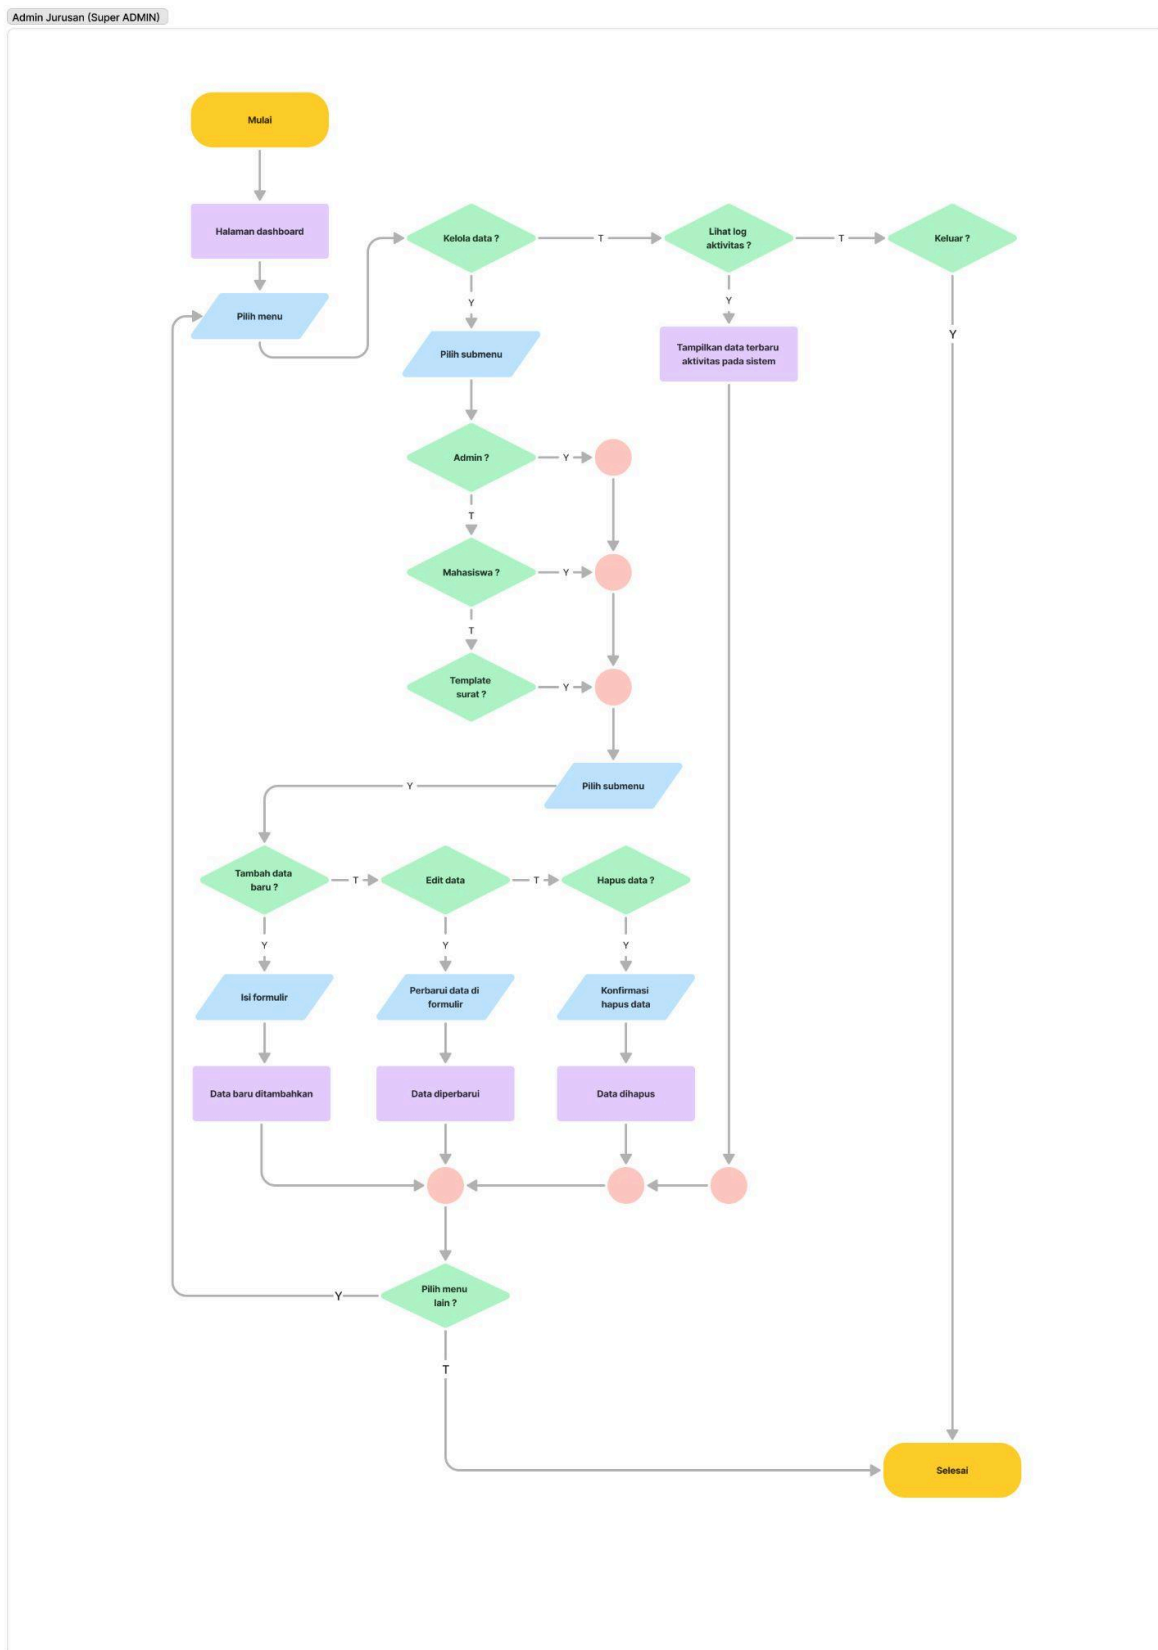 Admin Jurusan (Super ADMIN)
Mulai
Halaman dashboard
Pilih menu
Kelola data ?
T
Lihat log
aktivitas ?
T
Keluar ?
Y
Y
Y
Pilih submenu
Tampilkan data terbaru
aktivitas pada sistem
Admin ?
Y
T
Mahasiswa ?
Y
T
Template
surat ?
Y
Pilih submenu
Y
Tambah data
baru ?
T
Edit data
T
Hapus data ?
Y
Y
Y
Isi formulir
Perbarui data di
formulir
Konfirmasi
hapus data
Data baru ditambahkan
Data diperbarui
Data dihapus
Pilih menu
lain ?
Y
T
Selesai